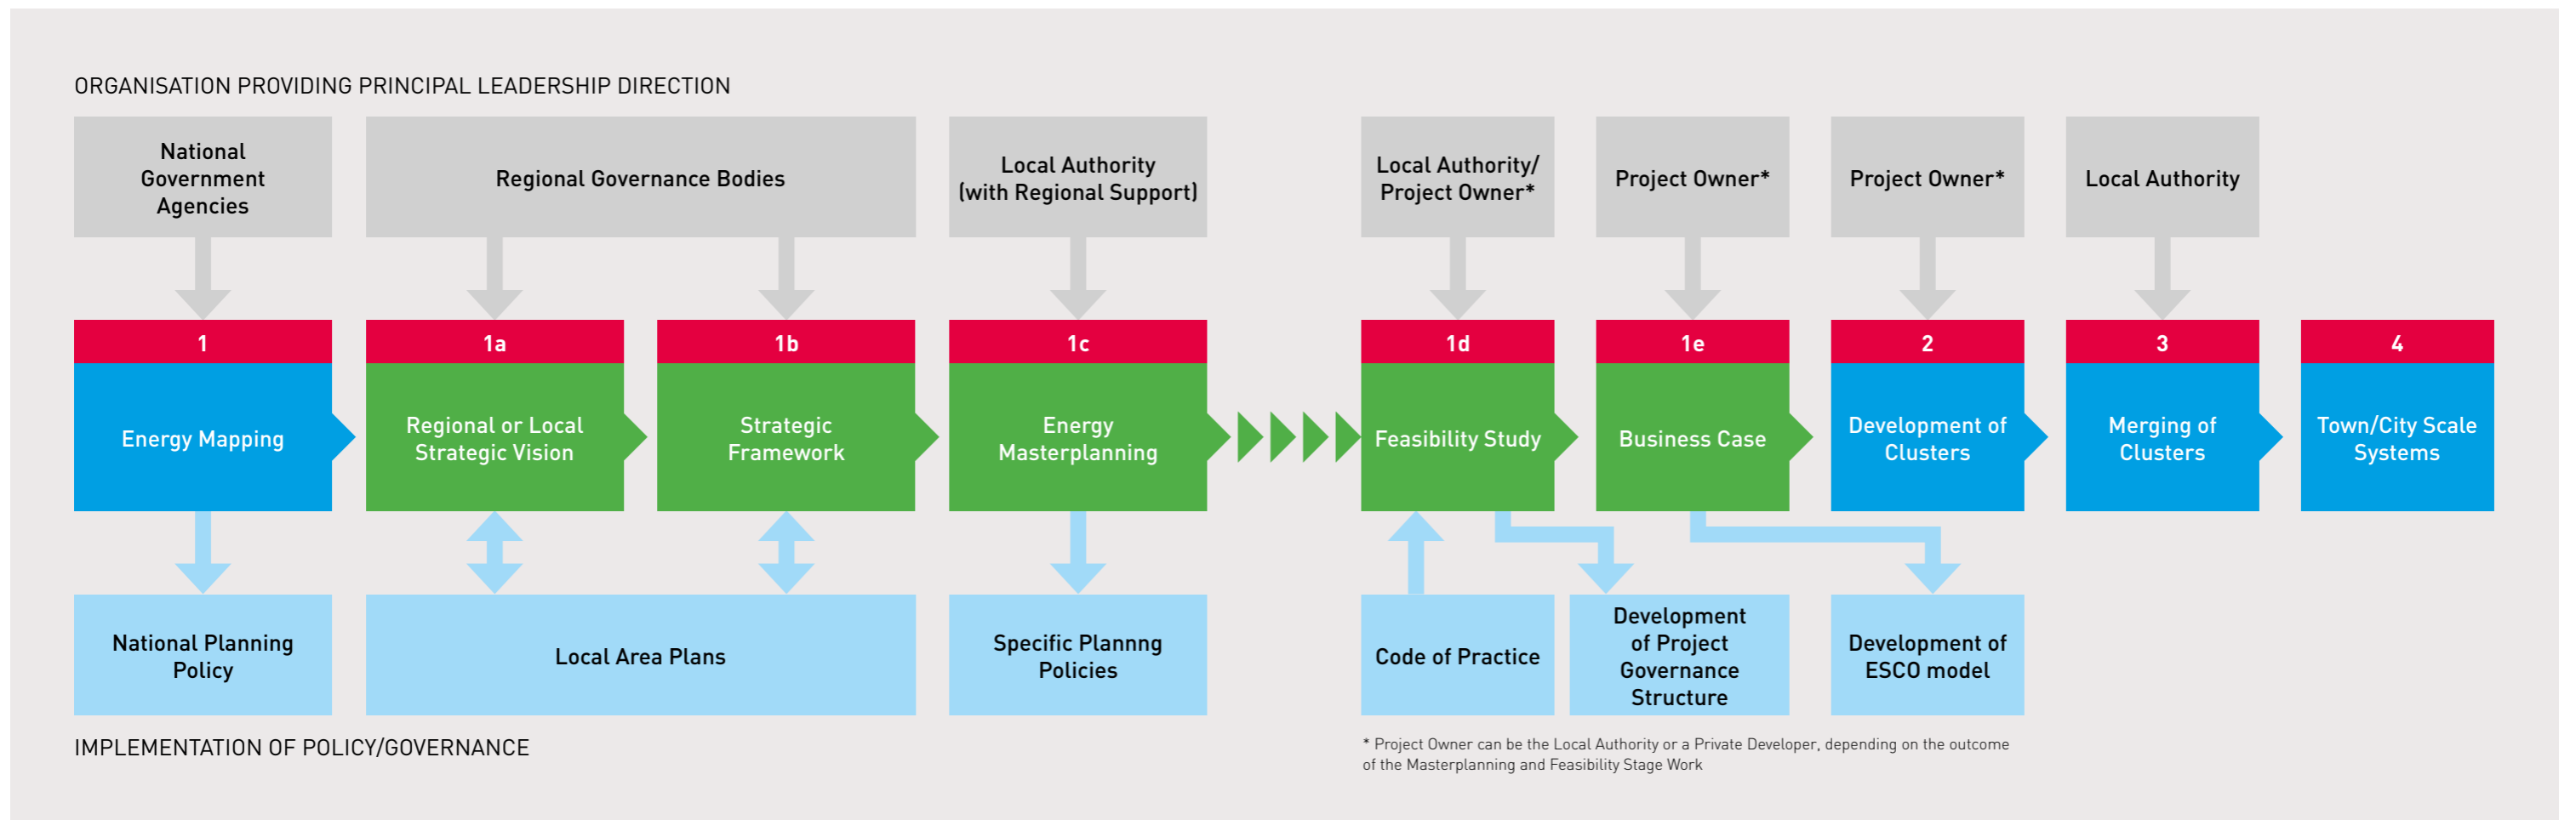 ORGANISATION PROVIDING PRINCIPAL LEADERSHIP DIRECTION
National
Government
Agencies
Regional Governance Bodies
Local Authority
(with Regional Support)
Local Authority/
Project Owner*
Project Owner*
Project Owner*
Local Authority
1
Energy Mapping
1a
Regional or Local
Strategic Vision
1b
Strategic
Framework
1c
Energy
Masterplanning
1d
Feasibility Study
1e
Business Case
2
Development of
Clusters
3
Merging of
Clusters
4
Town/City Scale
Systems
National Planning
Policy
Local Area Plans
Specific Plannng
Policies
Code of Practice
Development
of Project
Governance
Structure
Development of
ESCO model
IMPLEMENTATION OF POLICY/GOVERNANCE
* Project Owner can be the Local Authority or a Private Developer, depending on the outcome
of the Masterplanning and Feasibility Stage Work